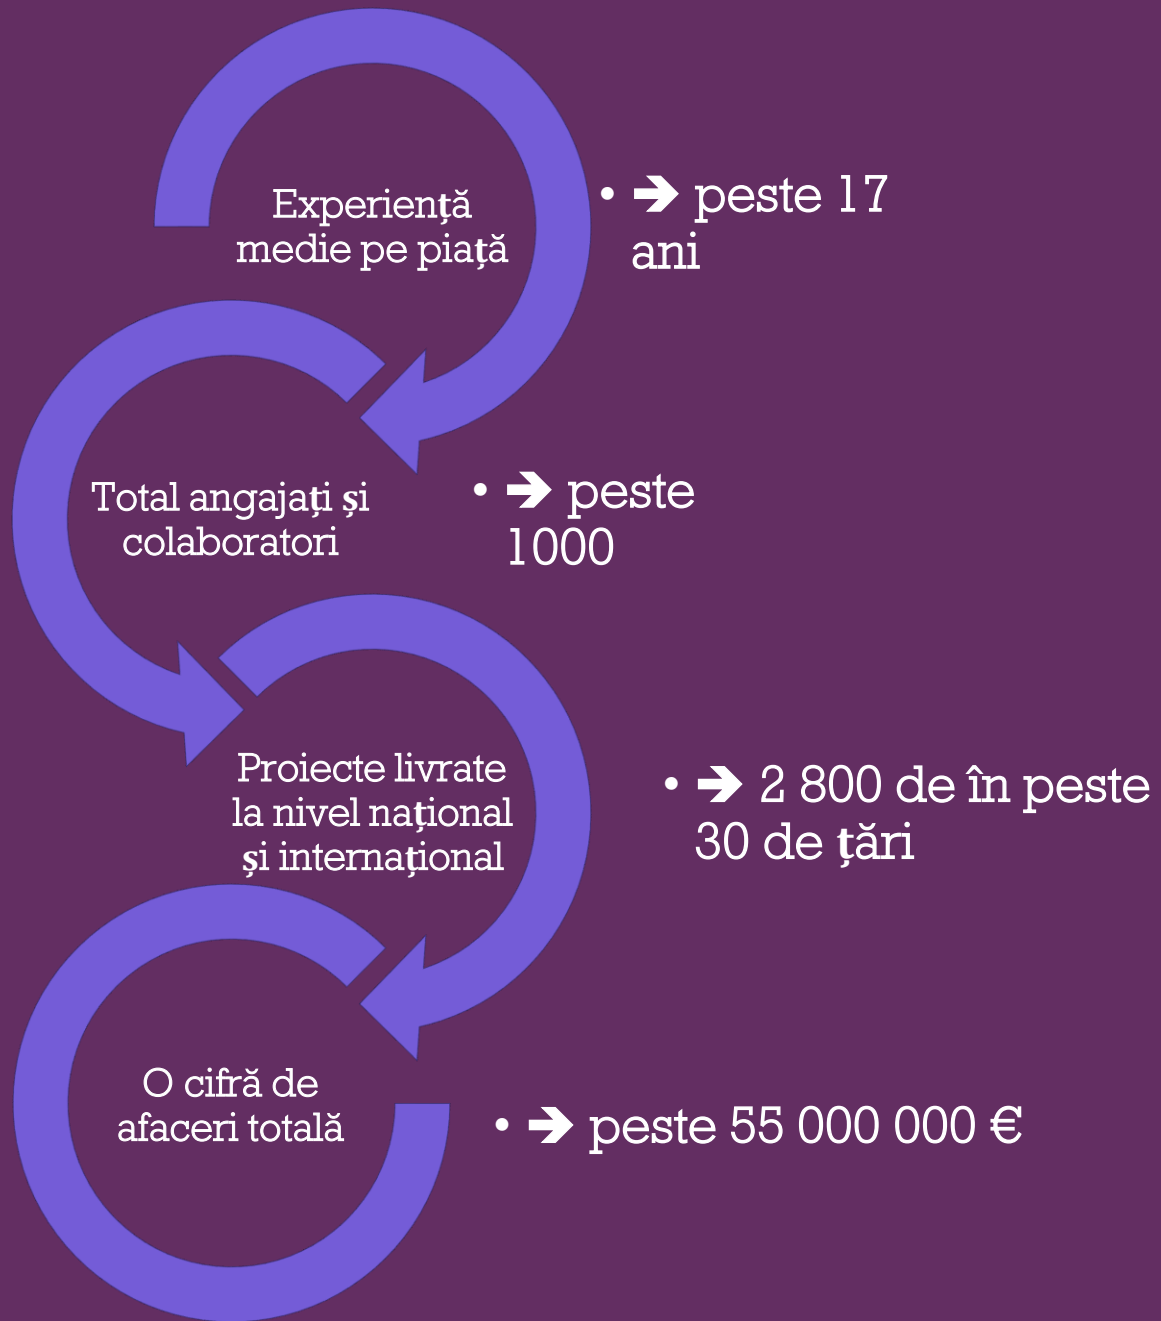 Experiență
medie pe piață
• ➔ peste 17
ani
Total angajați și
colaboratori
• ➔ peste
1000
Proiecte livrate
la nivel național
și internațional
• ➔ 2 800 de în peste
30 de țări
O cifră de
afaceri totală
• ➔ peste 55 000 000 €